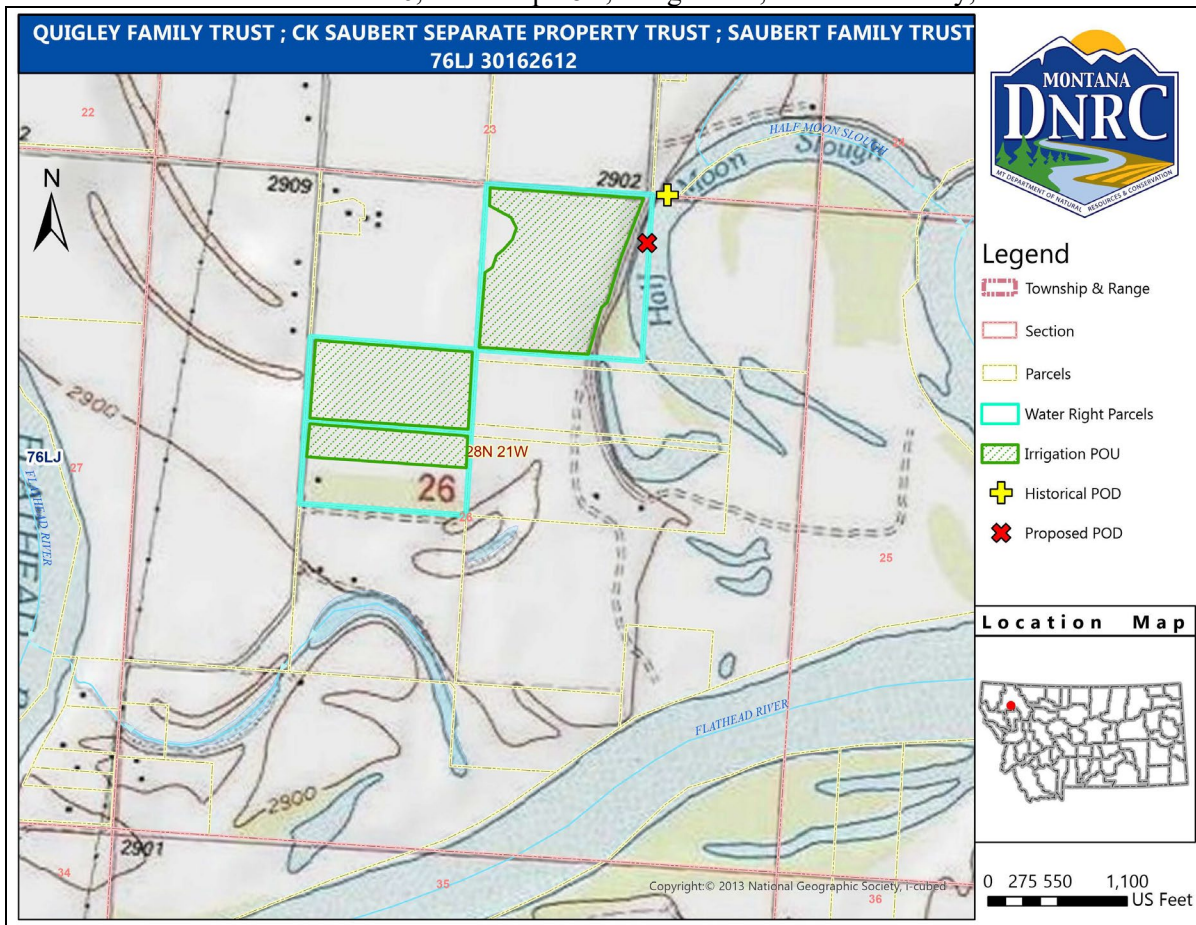 QUIGLEY FAMILY TRUST ; CK SAUBERT SEPARATE PROPERTY TRUST ; SAUBERT FAMILY TRUST
76LJ 30162612
22
23
HALF MOON SLOUGH
Half Moon Slough
2
N
2909
2902
2900
76LJ
27
FLATHEAD RIVER
28N 21W
26
26
25
FLATHEAD RIVER
2900
2901
34
35
36
Copyright:© 2013 National Geographic Society, i-cubed
MONTANA
DNRC
MT DEPARTMENT OF NATURAL RESOURCES & CONSERVATION
Legend
Township & Range
Section
Parcels
Water Right Parcels
Irrigation POU
Historical POD
Proposed POD
Location Map
0 275 550 1,100
US Feet